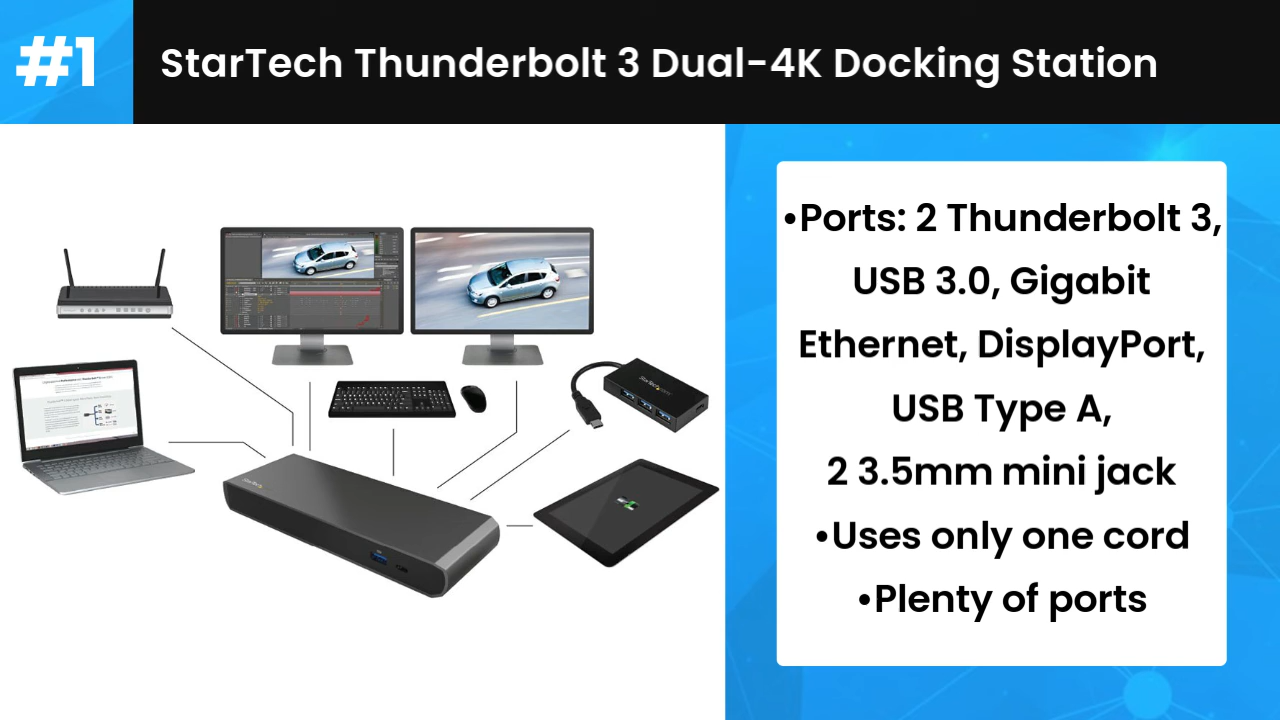 #1
StarTech Thunderbolt 3 Dual-4K Docking Station
•Ports: 2 Thunderbolt 3,
USB 3.0, Gigabit
Ethernet, DisplayPort,
USB Type A,
2 3.5mm mini jack
•Uses only one cord
•Plenty of ports
StarTech